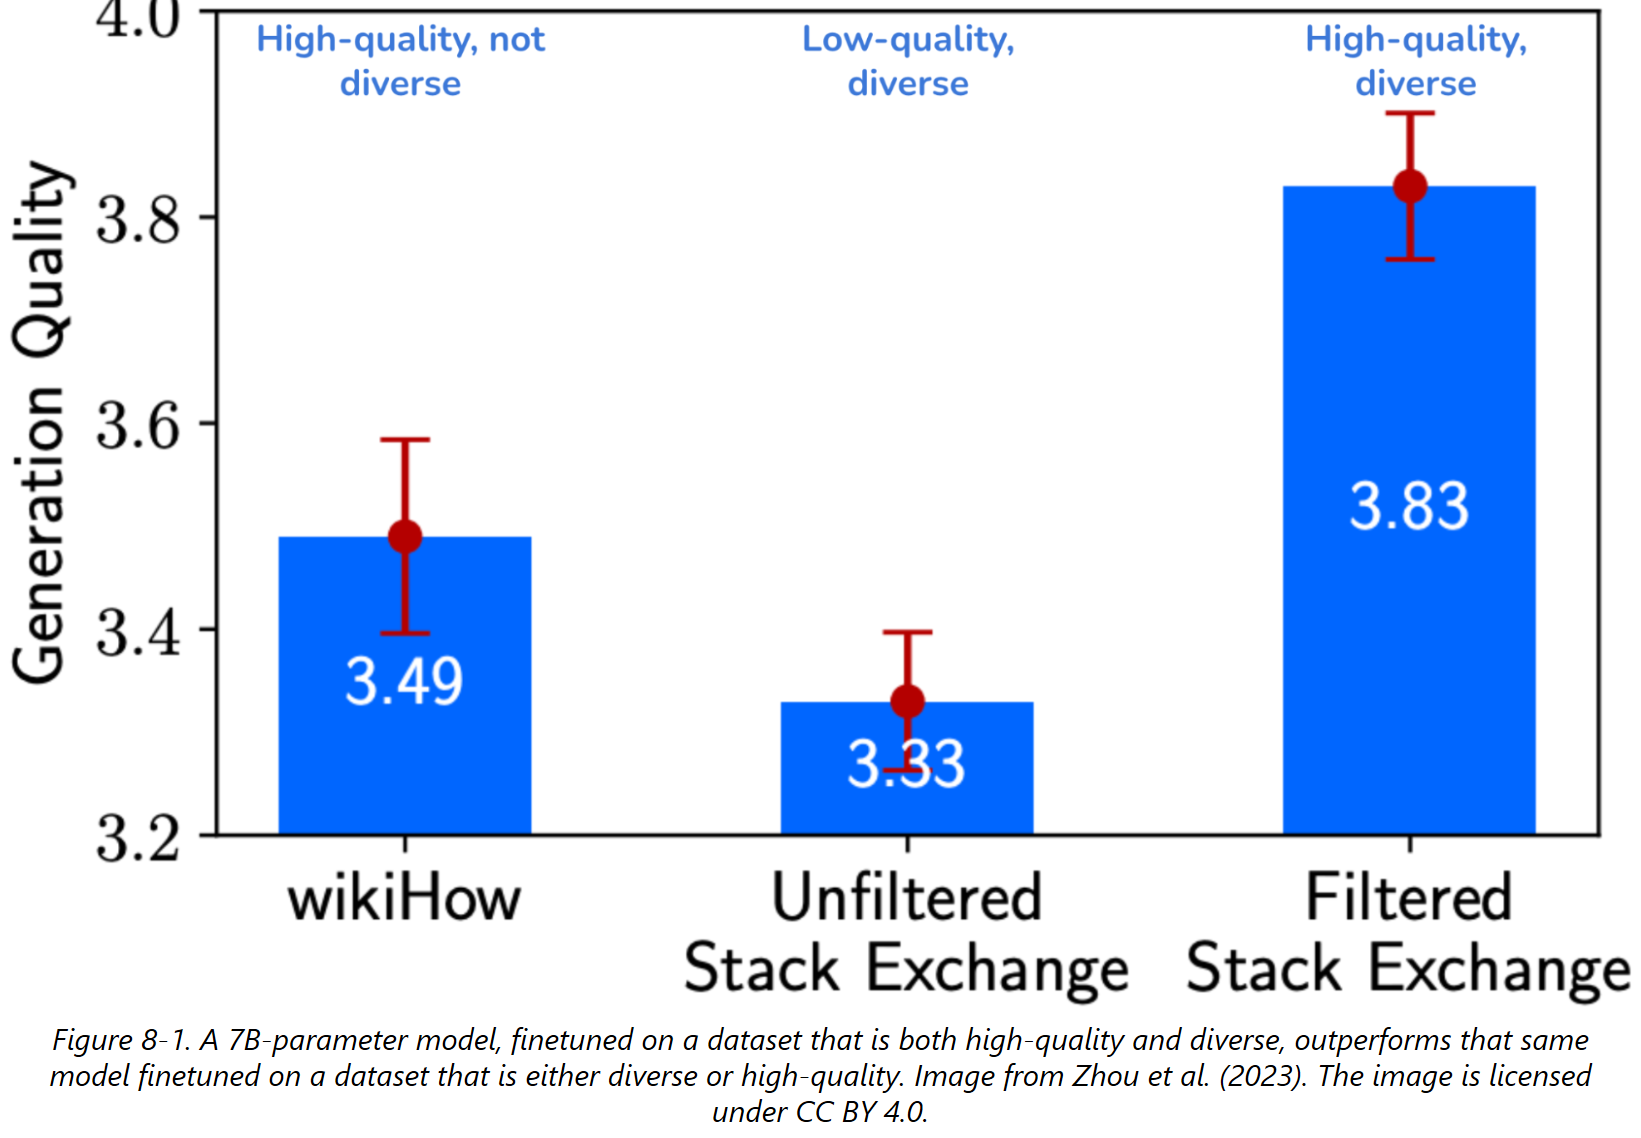 4.0
High-quality, not
diverse
Low-quality,
diverse
High-quality,
diverse
Generation Quality
3.8
3.6
3.4
3.2
3.49
3.33
3.83
wikiHow
Unfiltered
Stack Exchange
Filtered
Stack Exchange
Figure 8-1. A 7B-parameter model, finetuned on a dataset that is both high-quality and diverse, outperforms that same
model finetuned on a dataset that is either diverse or high-quality. Image from Zhou et al. (2023). The image is licensed
under CC BY 4.0.